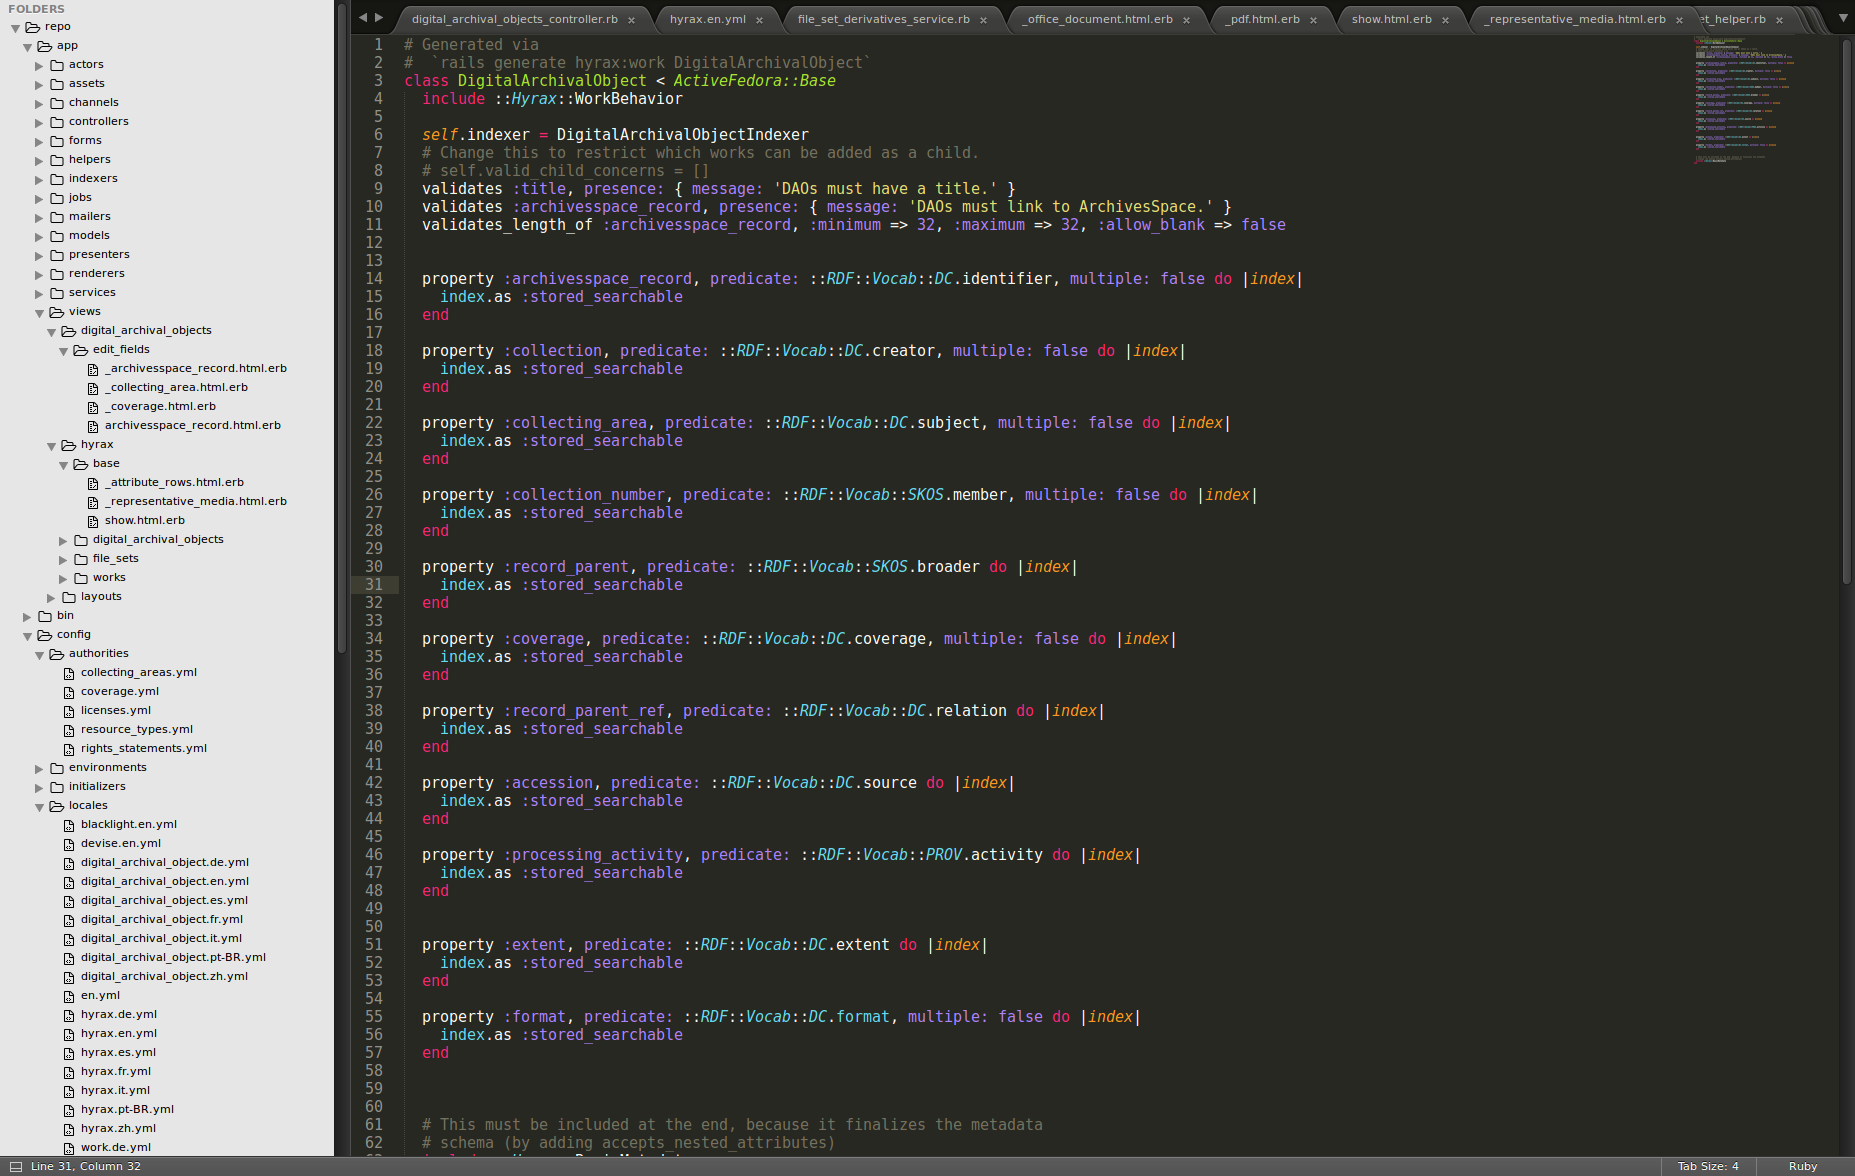 FOLDERS
repo
app
actors
assets
channels
controllers
forms
helpers
indexers
jobs
mailers
models
presenters
renderers
services
views
digital_archival_objects
edit_fields
_archivesspace_record.html.erb
_collecting_area.html.erb
_coverage.html.erb
archivesspace_record.html.erb
hyrax
base
_attribute_rows.html.erb
_representative_media.html.erb
show.html.erb
digital_archival_objects
file_sets
works
layouts
bin
config
authorities
collecting_areas.yml
coverage.yml
licenses.yml
resource_types.yml
rights_statements.yml
environments
initializers
locales
blacklight.en.yml
devise.en.yml
digital_archival_object.de.yml
digital_archival_object.en.yml
digital_archival_object.es.yml
digital_archival_object.fr.yml
digital_archival_object.it.yml
digital_archival_object.pt-BR.yml
digital_archival_object.zh.yml
en.yml
hyrax.de.yml
hyrax.en.yml
hyrax.es.yml
hyrax.fr.yml
hyrax.it.yml
hyrax.pt-BR.yml
hyrax.zh.yml
work.de.yml
digital_archival_objects_controller.rb × hyrax.en.yml × file_set_derivatives_service.rb × _office_document.html.erb × _pdf.html.erb × show.html.erb × _representative_media.html.erb × et_helper.rb ×
1 # Generated via
2 #  `rails generate hyrax:work DigitalArchivalObject`
3 class DigitalArchivalObject < ActiveFedora::Base
4   include ::Hyrax::WorkBehavior
5
6   self.indexer = DigitalArchivalObjectIndexer
7   # Change this to restrict which works can be added as a child.
8   # self.valid_child_concerns = []
9   validates :title, presence: { message: 'DAOs must have a title.' }
10   validates :archivesspace_record, presence: { message: 'DAOs must link to ArchivesSpace.' }
11   validates_length_of :archivesspace_record, :minimum => 32, :maximum => 32, :allow_blank => false
12
13
14   property :archivesspace_record, predicate: ::RDF::Vocab::DC.identifier, multiple: false do |index|
15     index.as :stored_searchable
16   end
17
18   property :collection, predicate: ::RDF::Vocab::DC.creator, multiple: false do |index|
19     index.as :stored_searchable
20   end
21
22   property :collecting_area, predicate: ::RDF::Vocab::DC.subject, multiple: false do |index|
23     index.as :stored_searchable
24   end
25
26   property :collection_number, predicate: ::RDF::Vocab::SKOS.member, multiple: false do |index|
27     index.as :stored_searchable
28   end
29
30   property :record_parent, predicate: ::RDF::Vocab::SKOS.broader do |index|
31     index.as :stored_searchable
32   end
33
34   property :coverage, predicate: ::RDF::Vocab::DC.coverage, multiple: false do |index|
35     index.as :stored_searchable
36   end
37
38   property :record_parent_ref, predicate: ::RDF::Vocab::DC.relation do |index|
39     index.as :stored_searchable
40   end
41
42   property :accession, predicate: ::RDF::Vocab::DC.source do |index|
43     index.as :stored_searchable
44   end
45
46   property :processing_activity, predicate: ::RDF::Vocab::PROV.activity do |index|
47     index.as :stored_searchable
48   end
49
50
51   property :extent, predicate: ::RDF::Vocab::DC.extent do |index|
52     index.as :stored_searchable
53   end
54
55   property :format, predicate: ::RDF::Vocab::DC.format, multiple: false do |index|
56     index.as :stored_searchable
57   end
58
59
60
61   # This must be included at the end, because it finalizes the metadata
62   # schema (by adding accepts_nested_attributes)
Line 31, Column 32
Tab Size: 4
Ruby